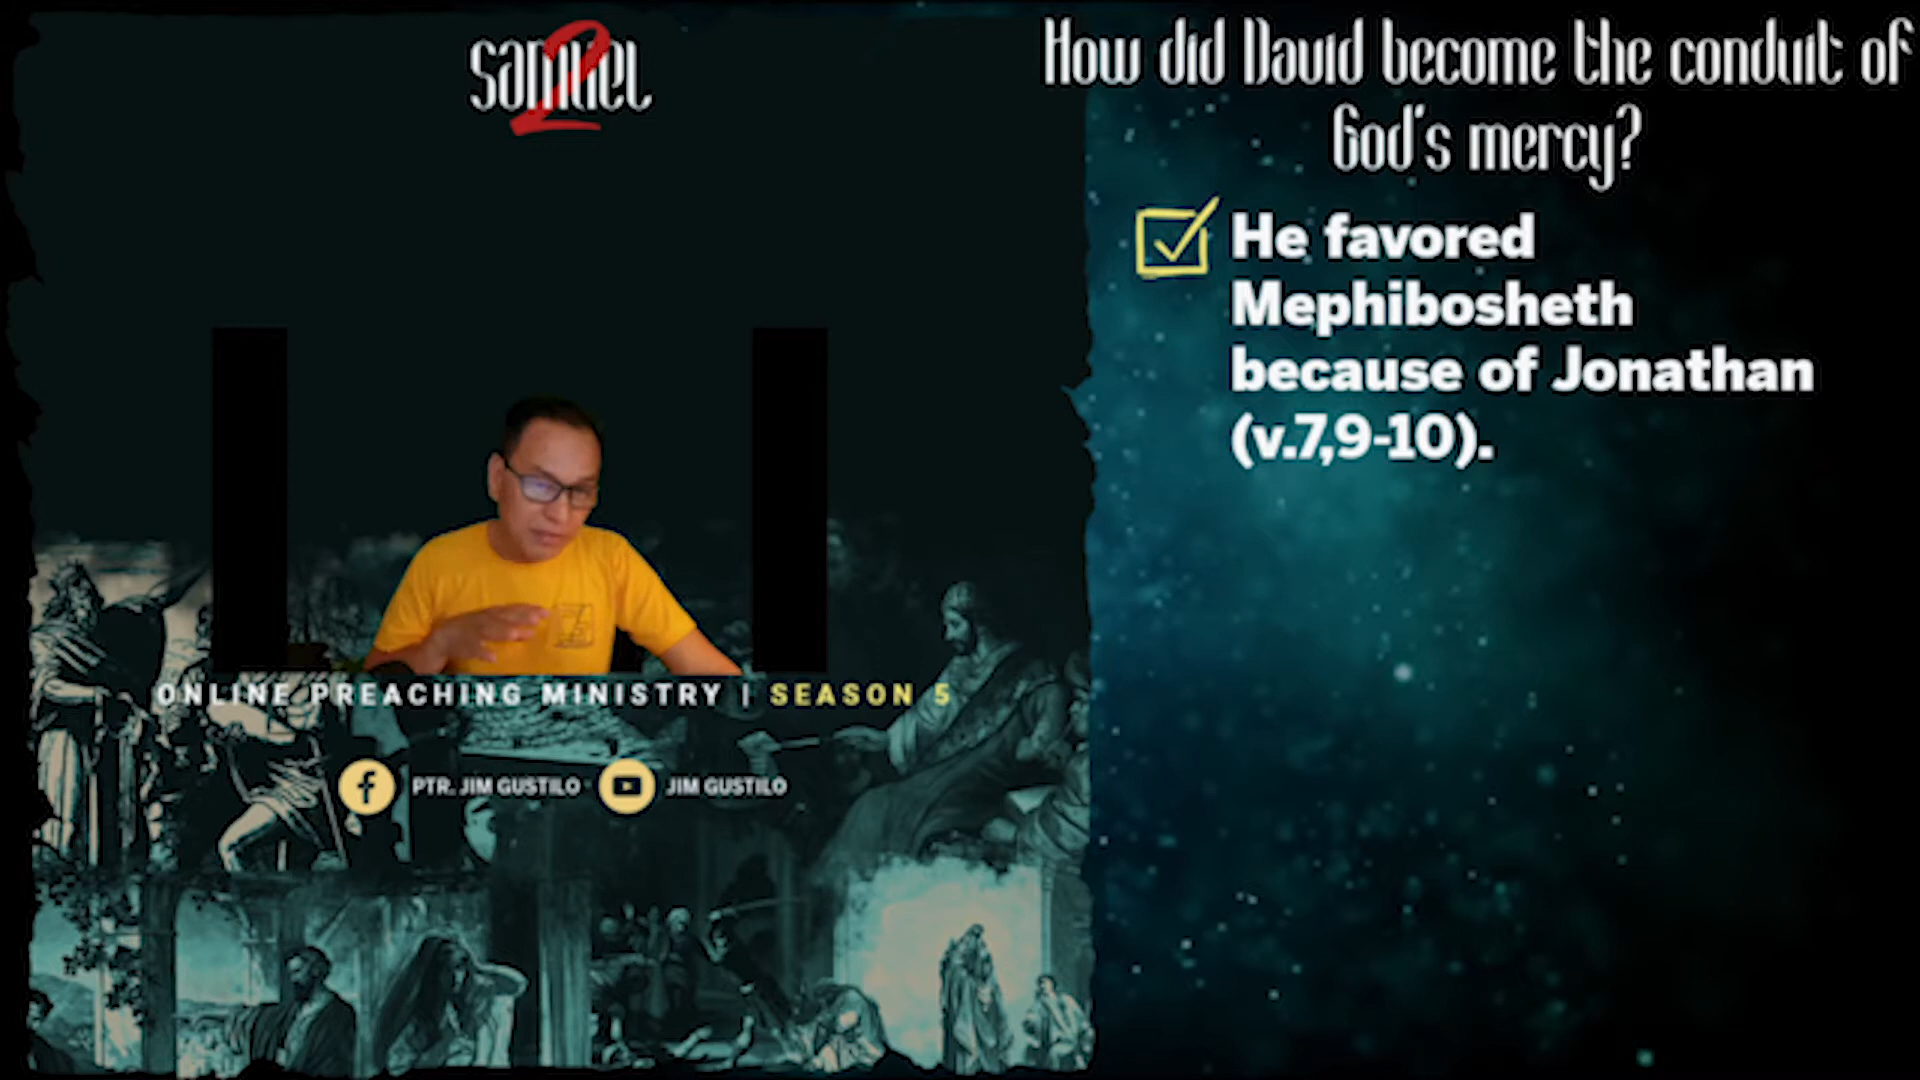 Samuel
2
How did David become the conduit of
God's mercy?
He favored
Mephibosheth
because of Jonathan
(v.7,9-10).
ONLINE PREACHING MINISTRY | SEASON 5
PTR. JIM GUSTILO
JIM GUSTILO